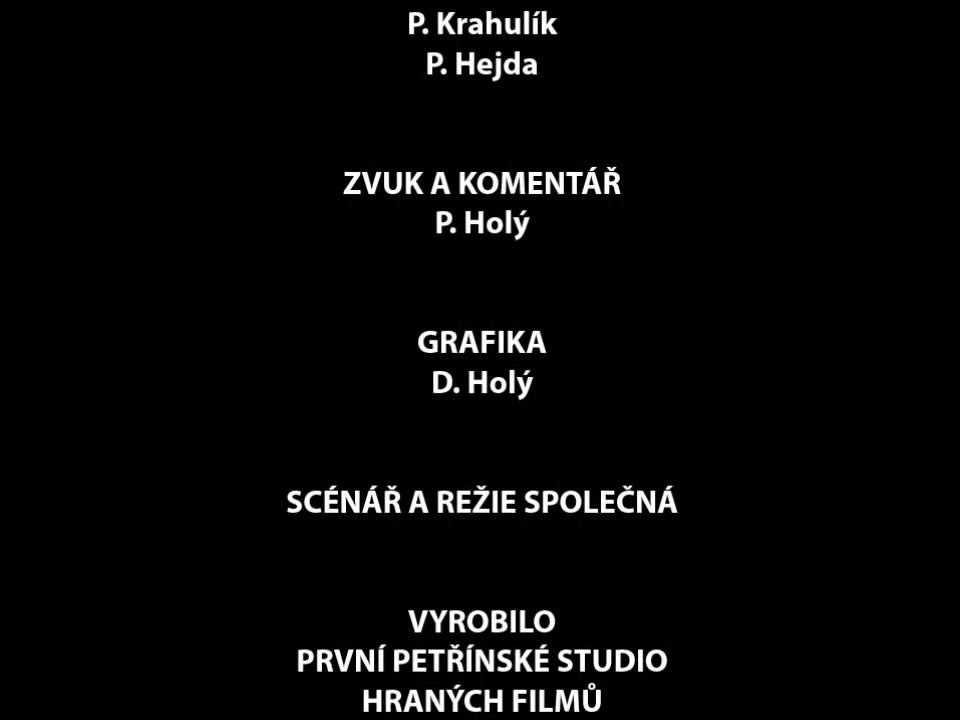 P. Krahulík
P. Hejda
ZVUK A KOMENTÁŘ
P. Holý
GRAFIKA
D. Holý
SCÉNÁŘ A REŽIE SPOLEČNÁ
VYROBILO
PRVNÍ PETŘÍNSKÉ STUDIO
HRANÝCH FILMŮ